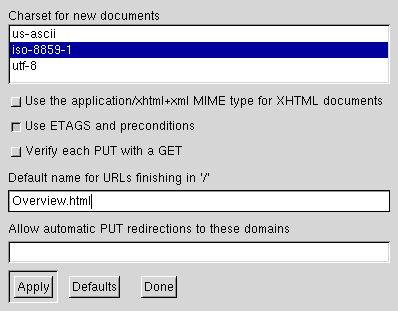 Charset for new documents
us-ascii
iso-8859-1
utf-8
Use the application/xhtml+xml MIME type for XHTML documents
Use ETAGS and preconditions
Verify each PUT with a GET
Default name for URLs finishing in '/'
Overview.html
Allow automatic PUT redirections to these domains
Apply Defaults Done